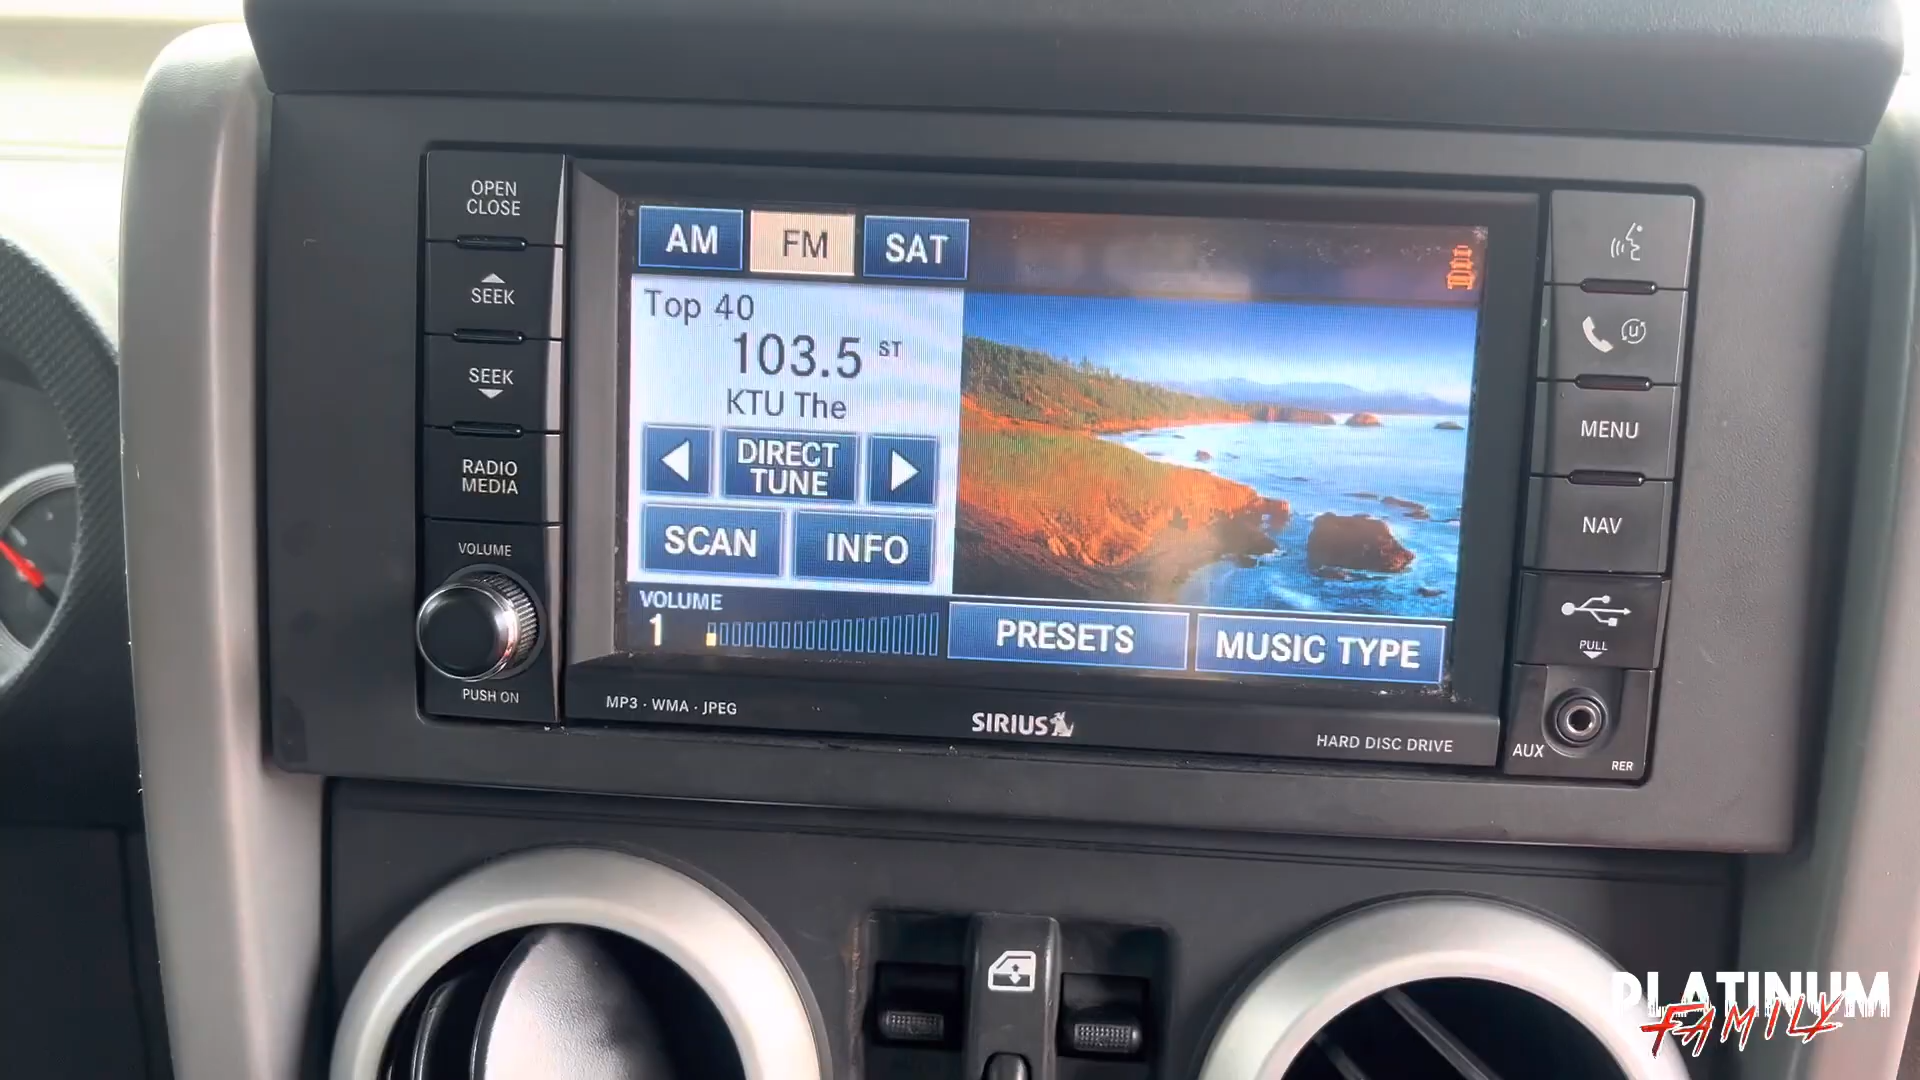 OPEN
CLOSE
SEEK
SEEK
RADIO
MEDIA
VOLUME
PUSH ON
AM
FM
SAT
Top 40
103.5 ST
KTU The
DIRECT
TUNE
SCAN
INFO
VOLUME
1
PRESETS
MUSIC TYPE
MP3 · WMA · JPEG
SIRIUS
HARD DISC DRIVE
MENU
NAV
PULL
AUX
RER
PLATINUM
FAMILY